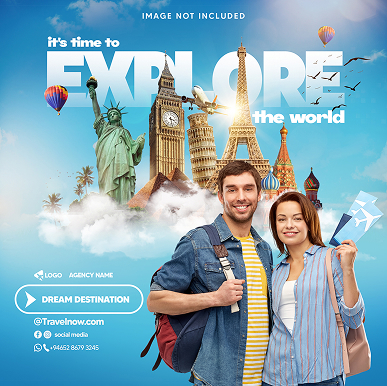 IMAGE NOT INCLUDED
it's time to
EXPLORE
the world
LOGO AGENCY NAME
DREAM DESTINATION
@Travelnow.com
social media
+94652 8679 3245